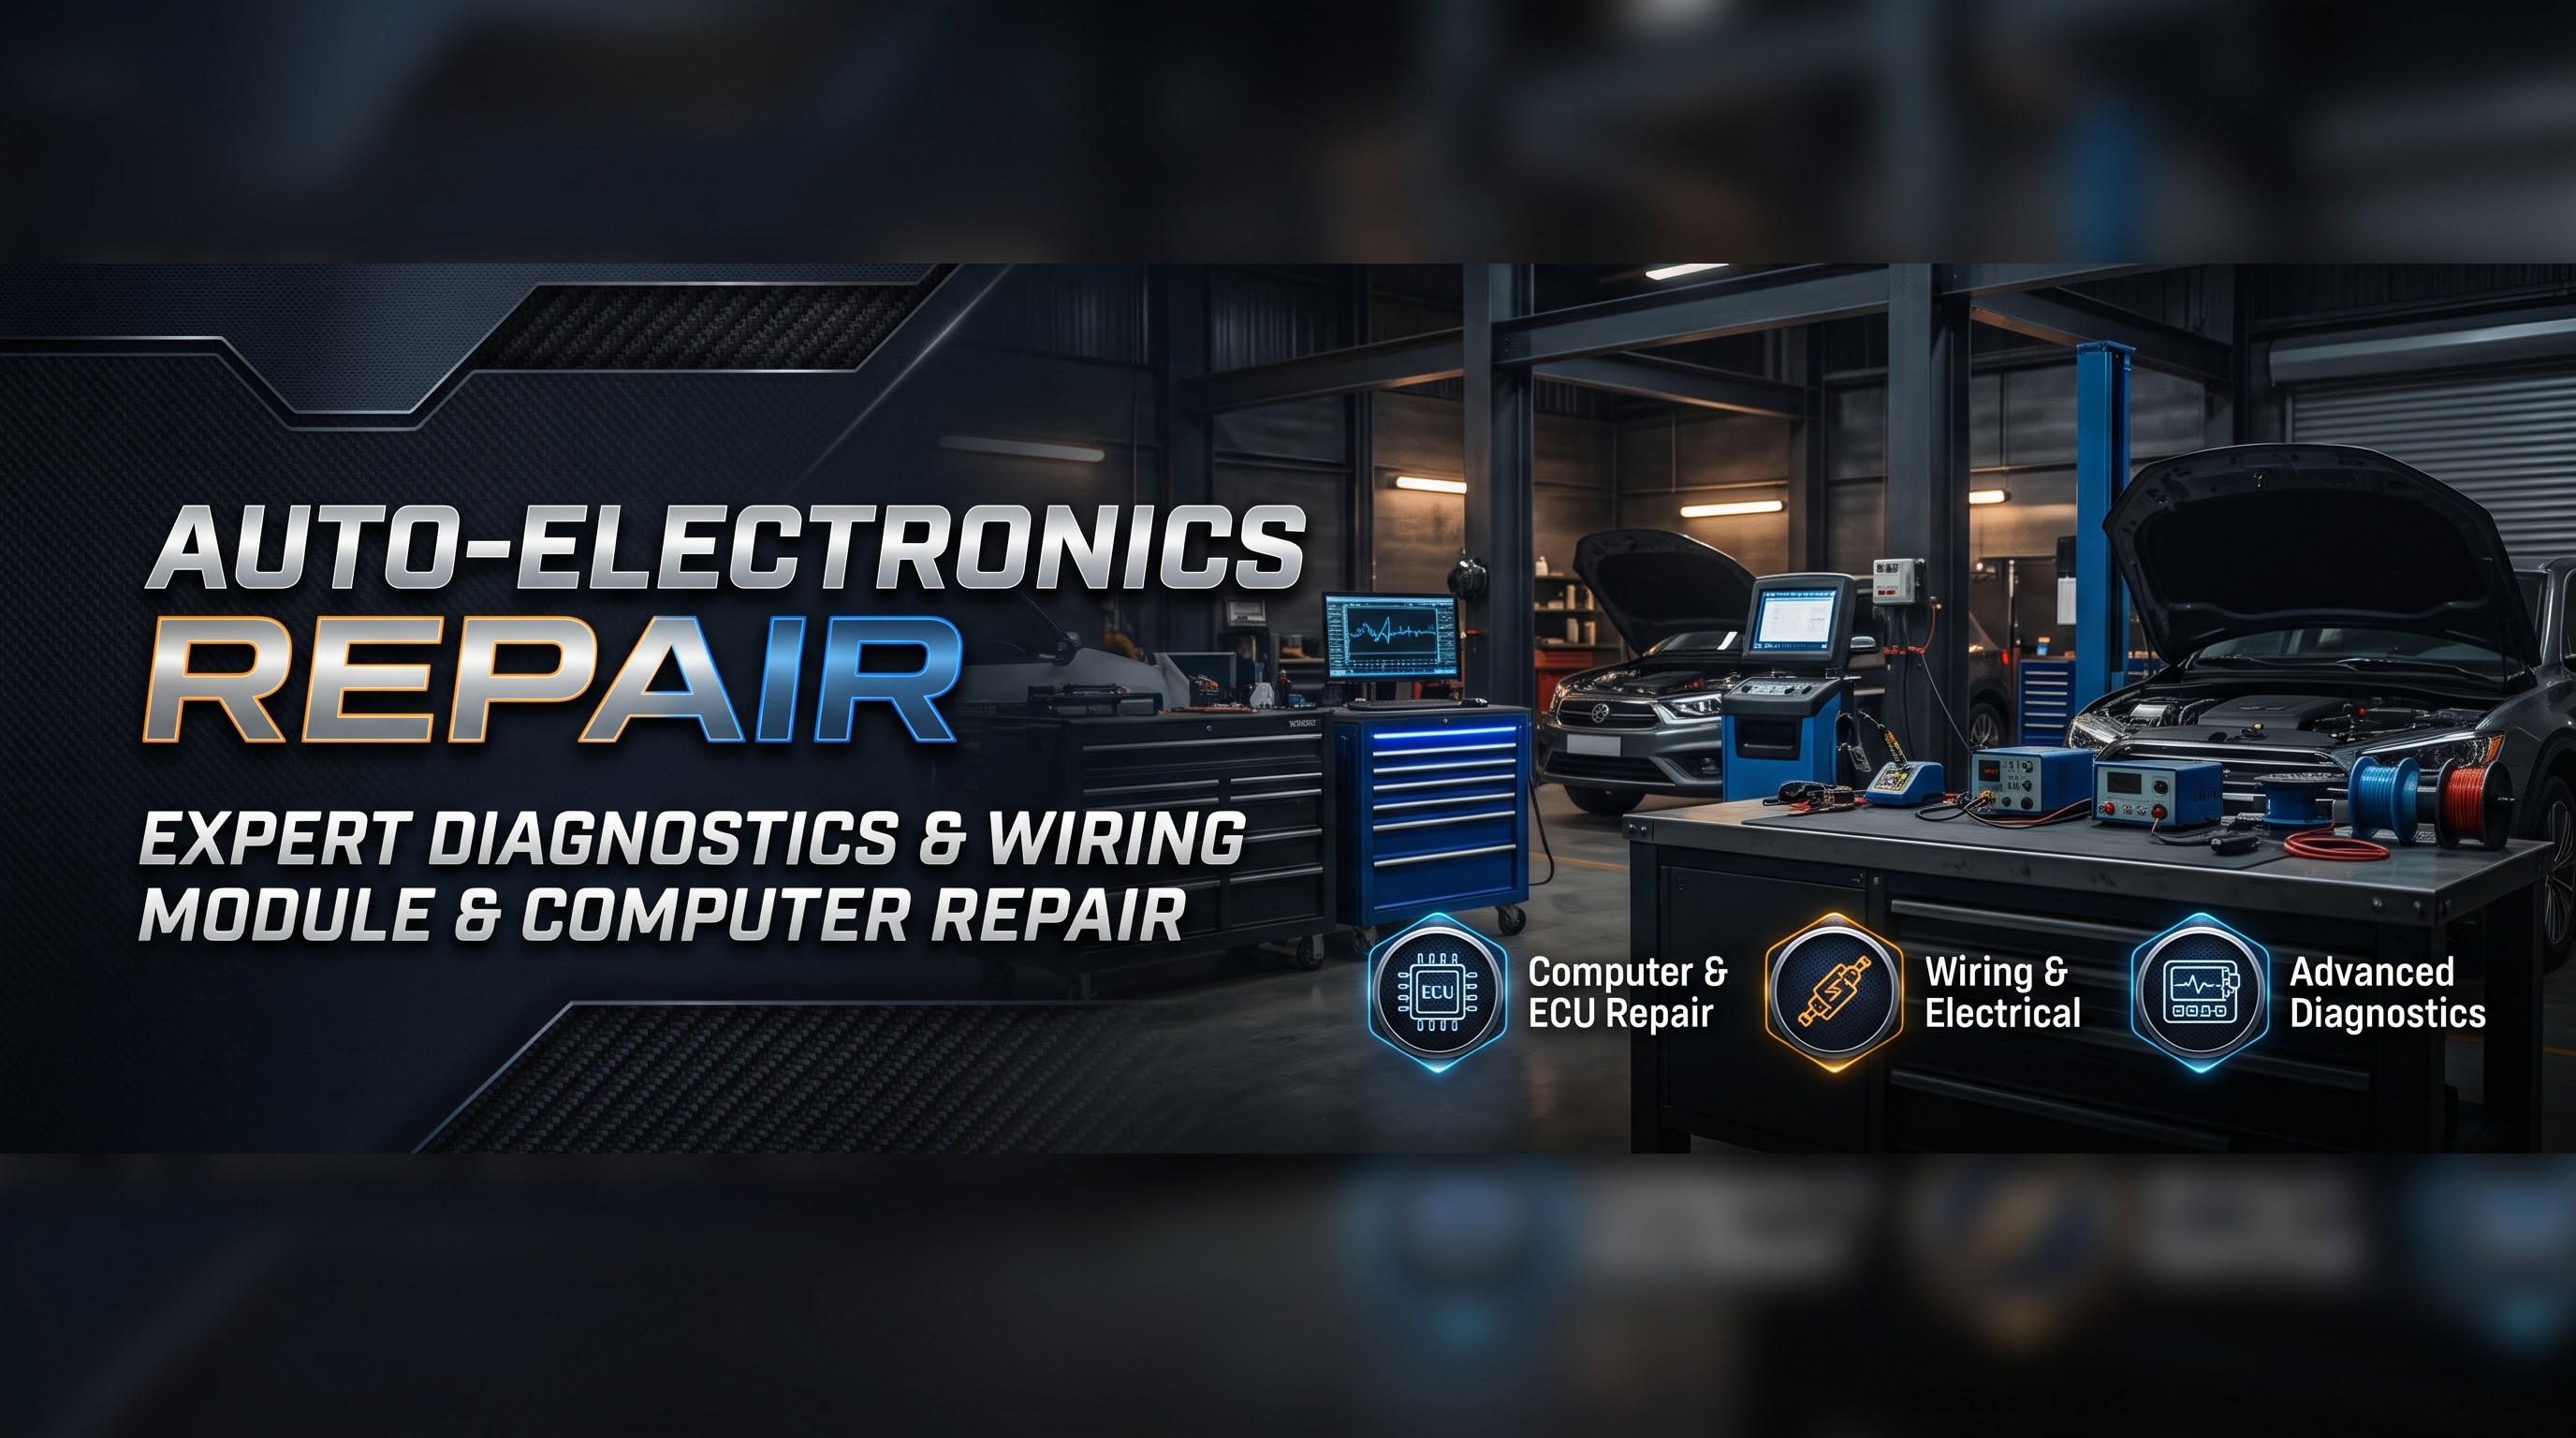 AUTO-ELECTRONICS
REPAIR
EXPERT DIAGNOSTICS & WIRING
MODULE & COMPUTER REPAIR
ECU
Computer &
ECU Repair
Wiring &
Electrical
Advanced
Diagnostics